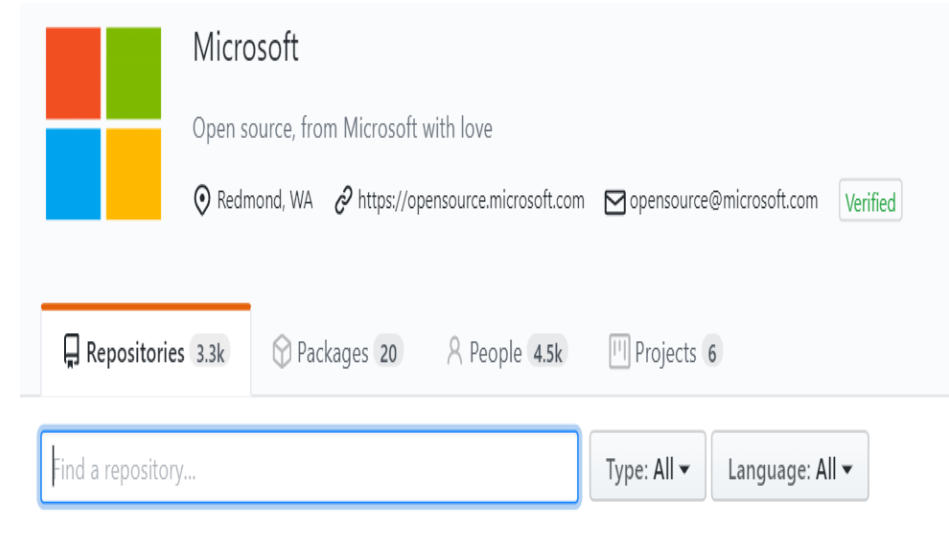 Microsoft
Open source, from Microsoft with love
Redmond, WA https://opensource.microsoft.com opensource@microsoft.com Verified
Repositories 3.3k Packages 20 People 4.5k Projects 6
Find a repository... Type: All Language: All